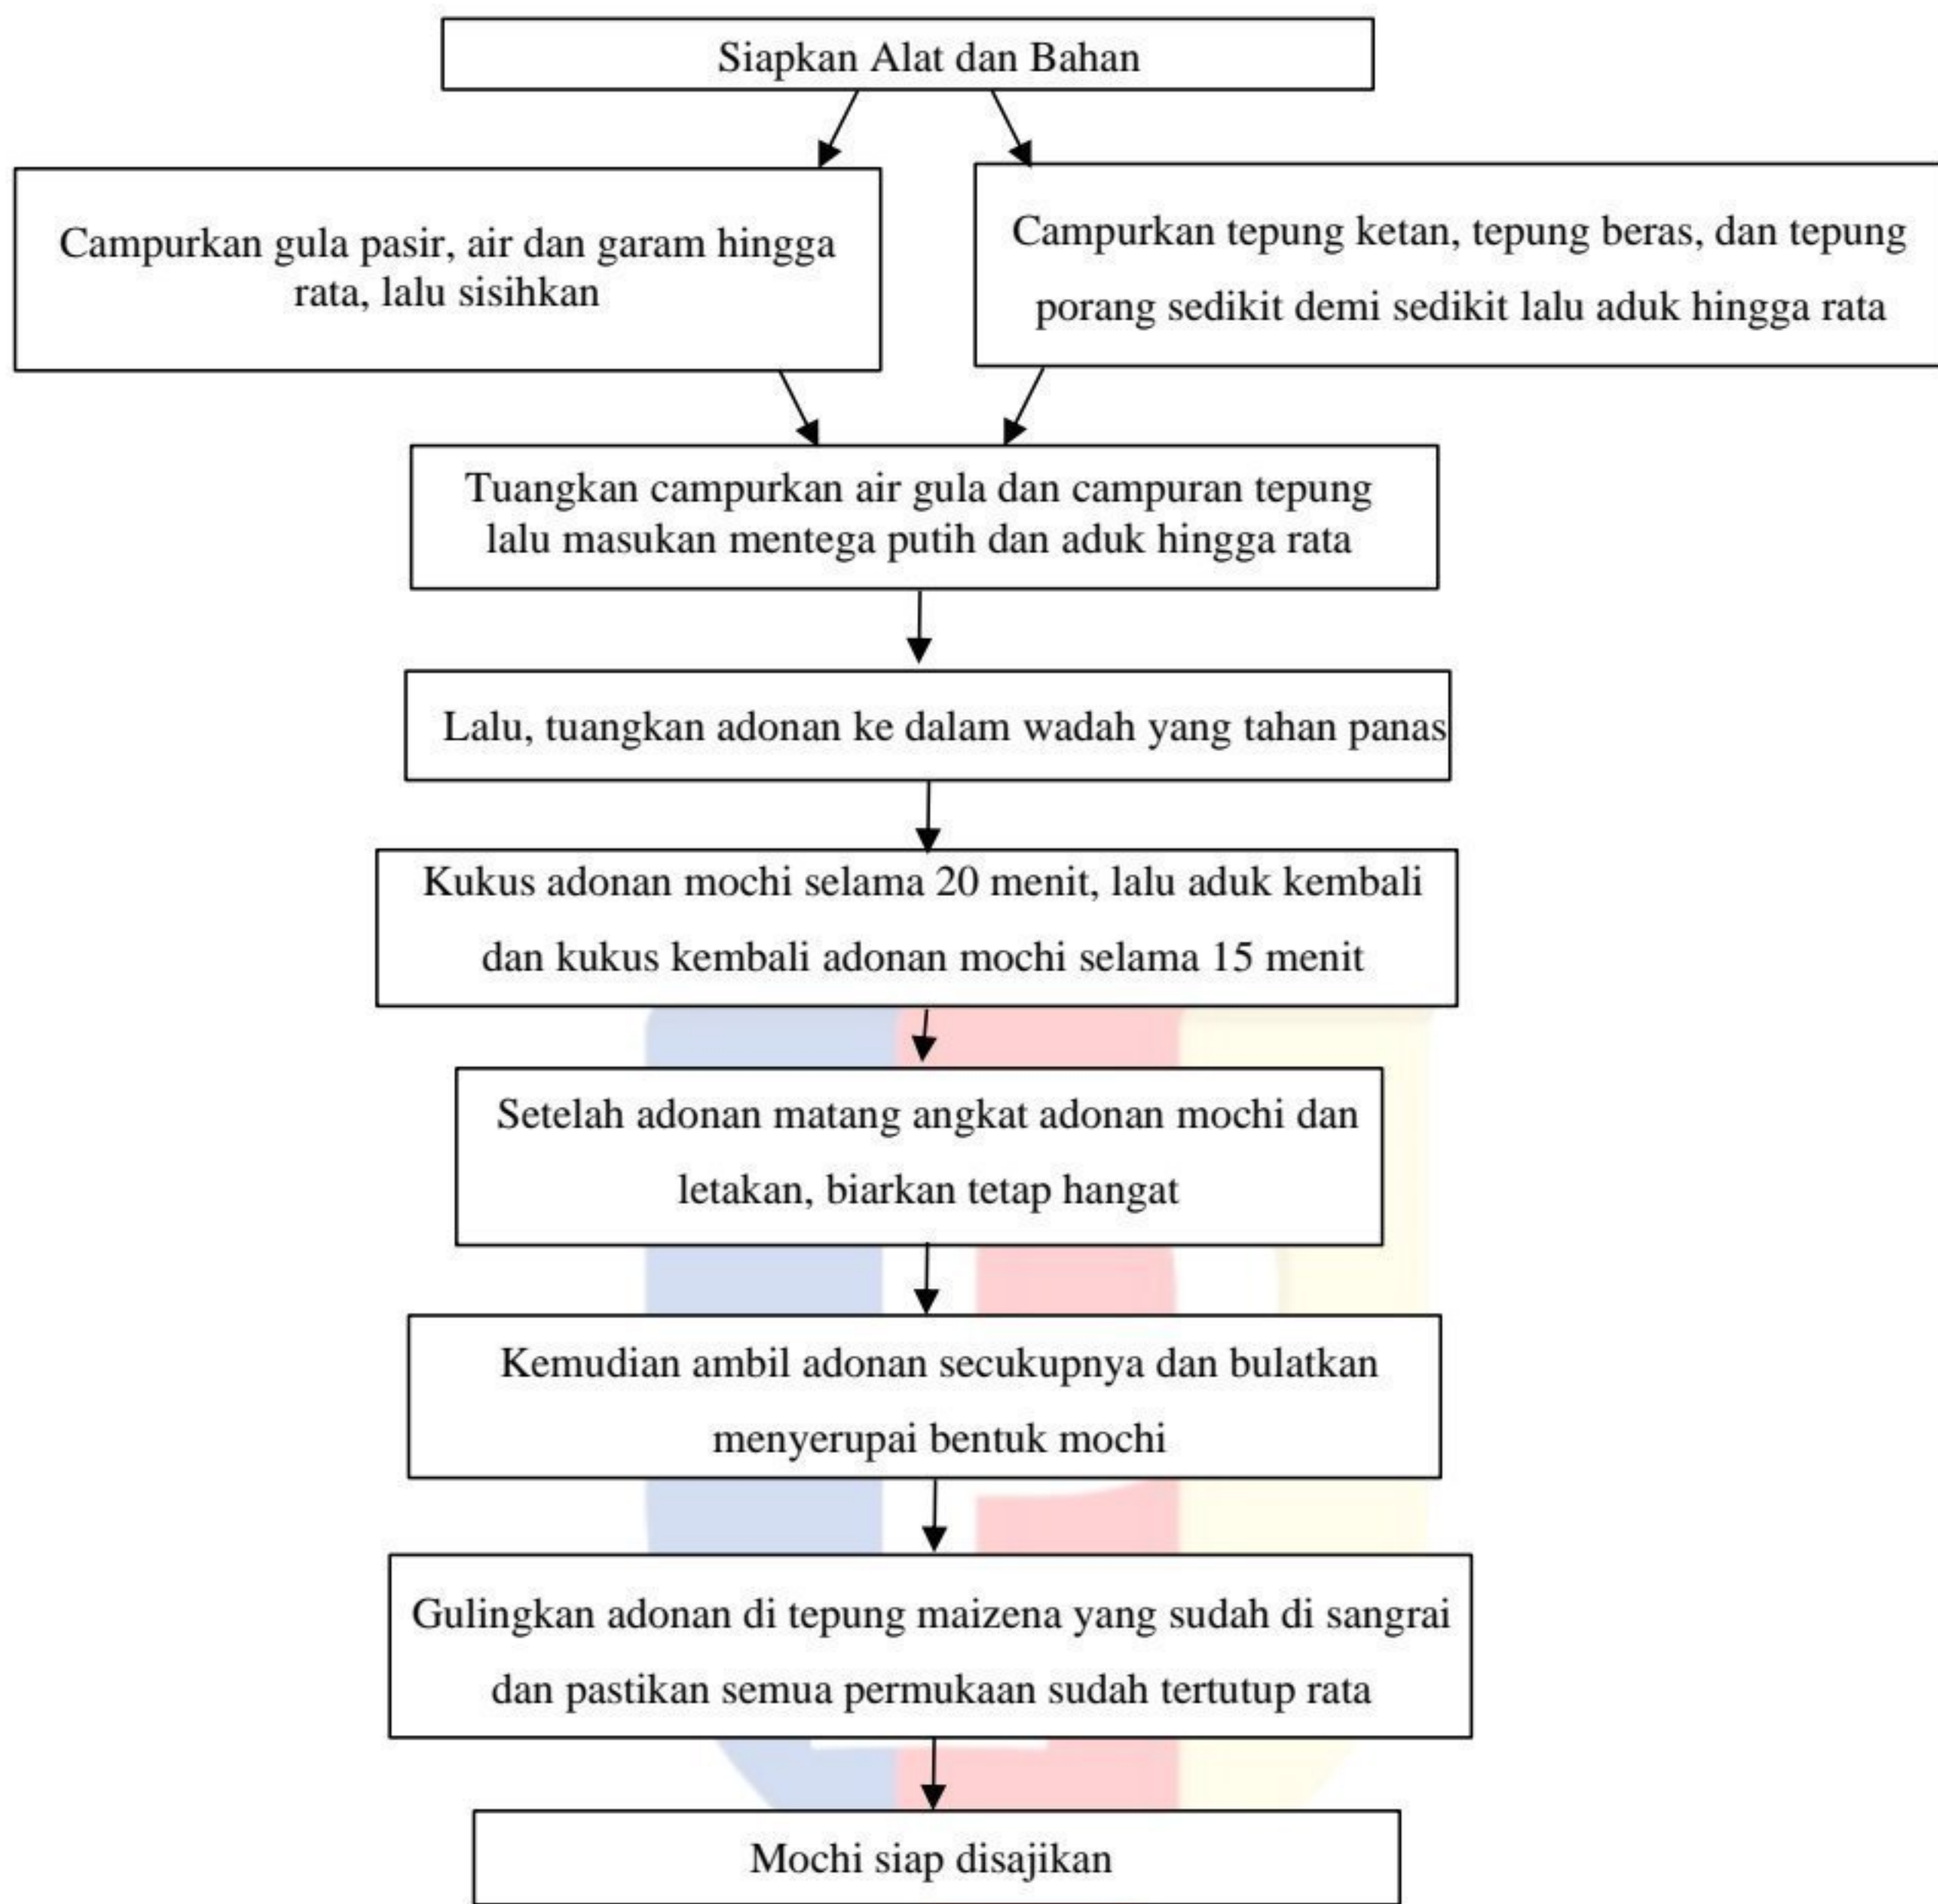 Siapkan Alat dan Bahan
Campurkan gula pasir, air dan garam hingga
rata, lalu sisihkan
Campurkan tepung ketan, tepung beras, dan tepung
porang sedikit demi sedikit lalu aduk hingga rata
Tuangkan campurkan air gula dan campuran tepung
lalu masukan mentega putih dan aduk hingga rata
Lalu, tuangkan adonan ke dalam wadah yang tahan panas
Kukus adonan mochi selama 20 menit, lalu aduk kembali
dan kukus kembali adonan mochi selama 15 menit
Setelah adonan matang angkat adonan mochi dan
letakan, biarkan tetap hangat
Kemudian ambil adonan secukupnya dan bulatkan
menyerupai bentuk mochi
Gulingkan adonan di tepung maizena yang sudah di sangrai
dan pastikan semua permukaan sudah tertutup rata
Mochi siap disajikan